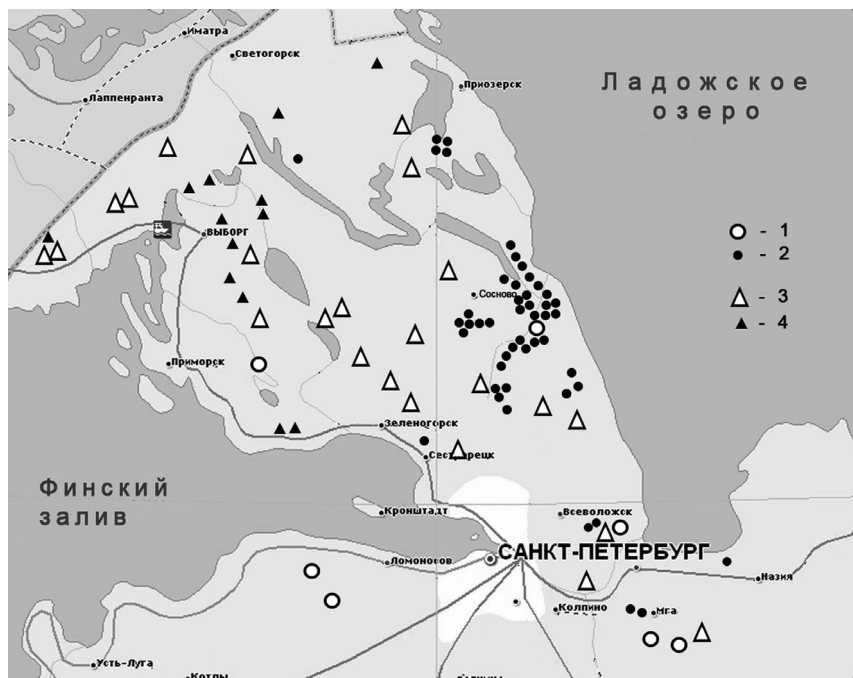 Иматра
Светогорск
Приозерск
Лаппенранта
Ладожское
озеро
1
2
3
4
ВЫБОРГ
Сосново
Приморск
Зеленогорск
Сестрорецк
Финский
залив
Кронштадт
Всеволожск
САНКТ-ПЕТЕРБУРГ
Ломоносов
Назия
Колпино
Мга
Усть-Луга
Котлы